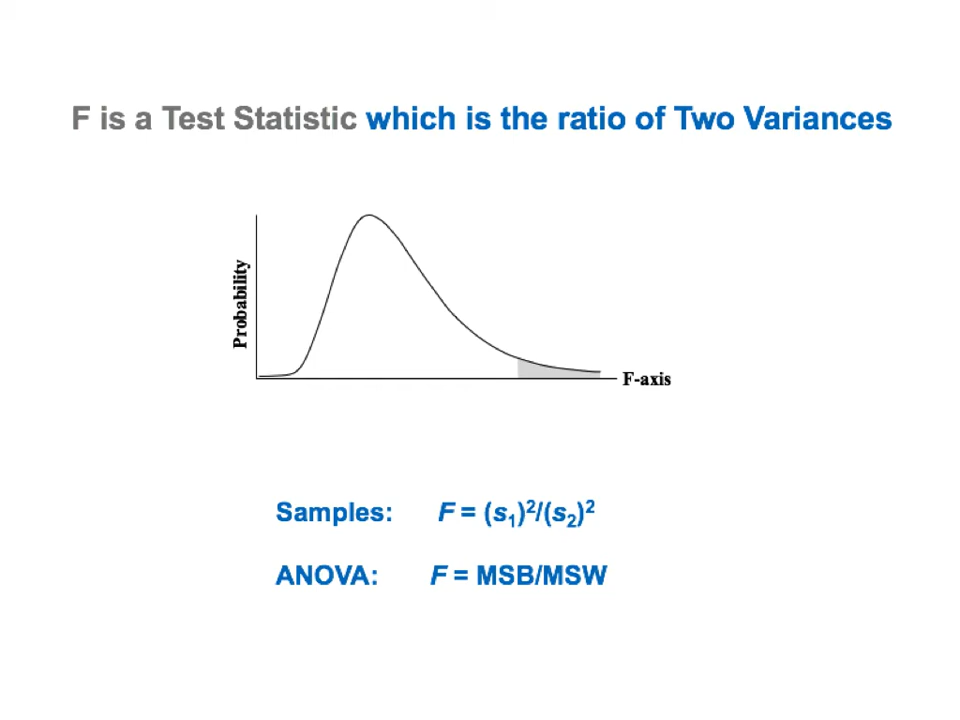 F is a Test Statistic which is the ratio of Two Variances
Probability
F-axis
Samples: F = (s₁)²/(s₂)²
ANOVA: F = MSB/MSW